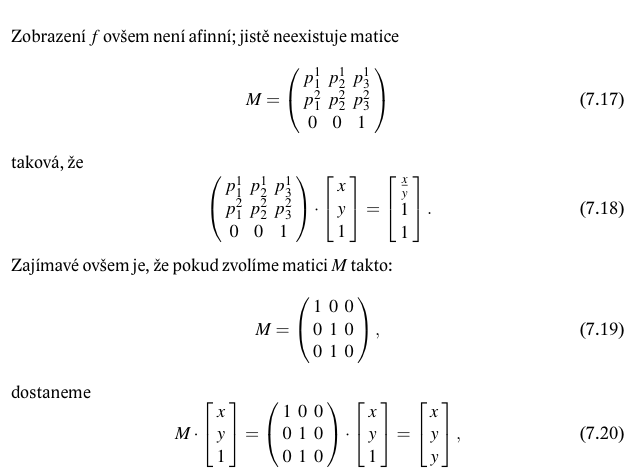 Zobrazení f ovšem není afinní; jistě neexistuje matice
M = \begin{pmatrix} p_1^1 & p_2^1 & p_3^1 \\ p_1^2 & p_2^2 & p_3^2 \\ 0 & 0 & 1 \end{pmatrix} (7.17)
taková, že
\begin{pmatrix} p_1^1 & p_2^1 & p_3^1 \\ p_1^2 & p_2^2 & p_3^2 \\ 0 & 0 & 1 \end{pmatrix} \cdot \begin{bmatrix} x \\ y \\ 1 \end{bmatrix} = \begin{bmatrix} \frac{x}{y} \\ 1 \\ 1 \end{bmatrix} . (7.18)
Zajímavé ovšem je, že pokud zvolíme matici M takto:
M = \begin{pmatrix} 1 & 0 & 0 \\ 0 & 1 & 0 \\ 0 & 1 & 0 \end{pmatrix} , (7.19)
dostaneme
M \cdot \begin{bmatrix} x \\ y \\ 1 \end{bmatrix} = \begin{pmatrix} 1 & 0 & 0 \\ 0 & 1 & 0 \\ 0 & 1 & 0 \end{pmatrix} \cdot \begin{bmatrix} x \\ y \\ 1 \end{bmatrix} = \begin{bmatrix} x \\ y \\ y \end{bmatrix} , (7.20)